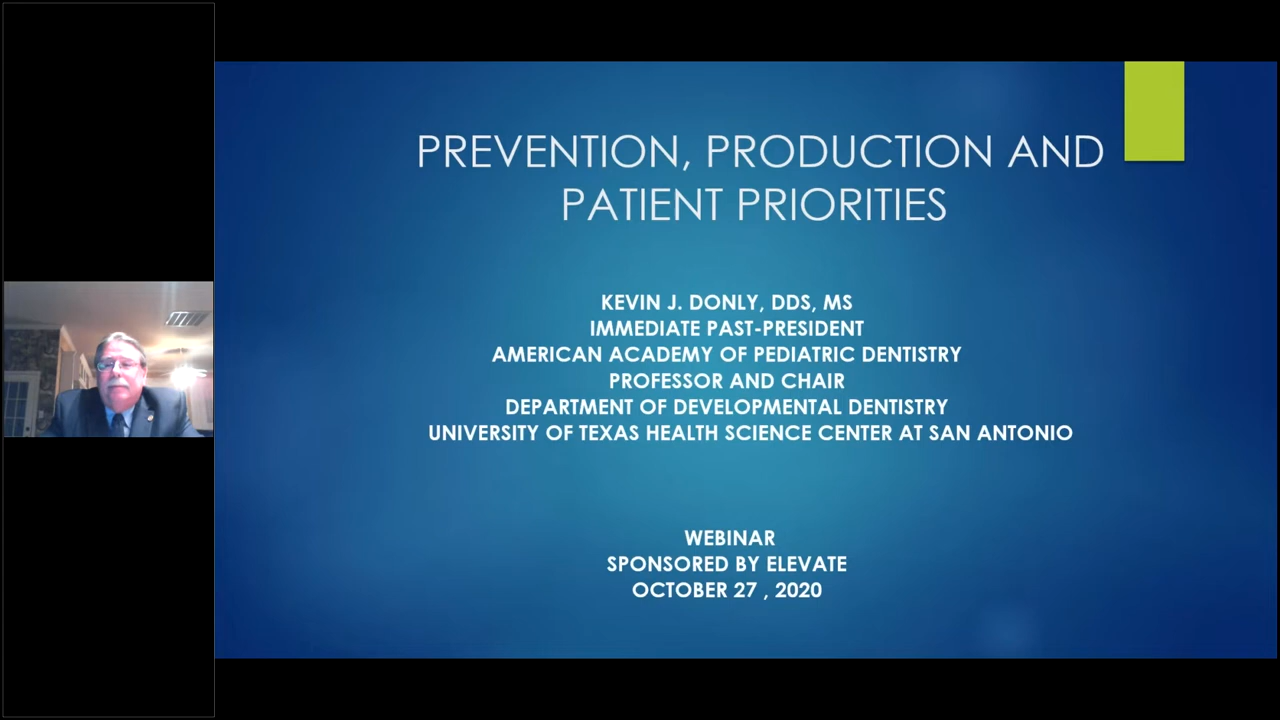 PREVENTION, PRODUCTION AND
PATIENT PRIORITIES
KEVIN J. DONLY, DDS, MS
IMMEDIATE PAST-PRESIDENT
AMERICAN ACADEMY OF PEDIATRIC DENTISTRY
PROFESSOR AND CHAIR
DEPARTMENT OF DEVELOPMENTAL DENTISTRY
UNIVERSITY OF TEXAS HEALTH SCIENCE CENTER AT SAN ANTONIO
WEBINAR
SPONSORED BY ELEVATE
OCTOBER 27 , 2020